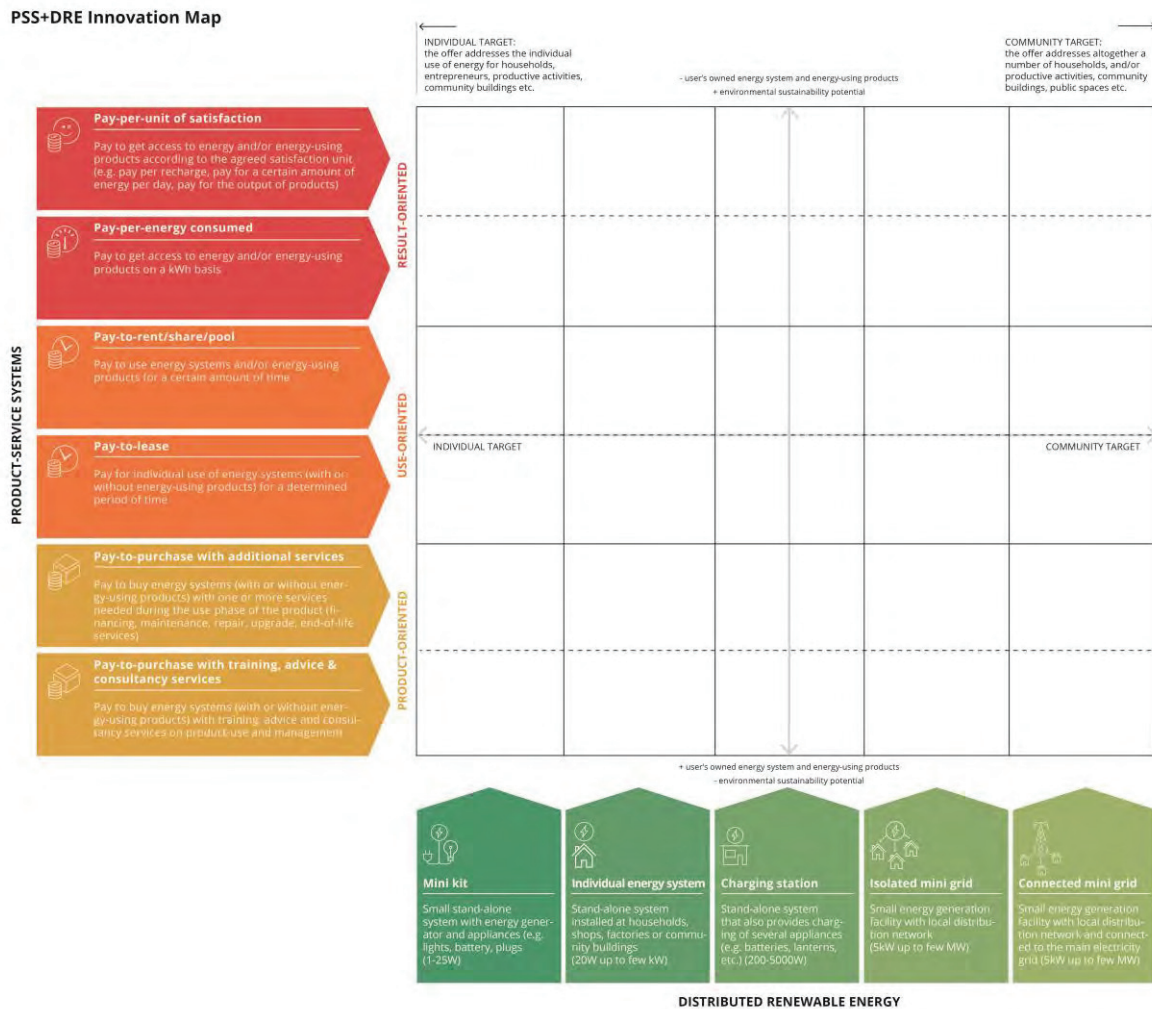 PSS+DRE Innovation Map
INDIVIDUAL TARGET:
the offer addresses the individual
use of energy for households,
entrepreneurs, productive activities,
community buildings etc.
- user's owned energy system and energy-using products
+ environmental sustainability potential
COMMUNITY TARGET:
the offer addresses altogether a
number of households, and/or
productive activities, community
buildings, public spaces etc.
PRODUCT-SERVICE SYSTEMS
Pay-per-unit of satisfaction
Pay to get access to energy and/or energy-using
products according to the agreed satisfaction unit
(e.g. pay per recharge, pay for a certain amount of
energy per day, pay for the output of products)
Pay-per-energy consumed
Pay to get access to energy and/or energy-using
products on a kWh basis
RESULT-ORIENTED
Pay-to-rent/share/pool
Pay to use energy systems and/or energy-using
products for a certain amount of time
Pay-to-lease
Pay for individual use of energy systems (with or
without energy-using products) for a determined
period of time
USE-ORIENTED
INDIVIDUAL TARGET
COMMUNITY TARGET
Pay-to-purchase with additional services
Pay to buy energy systems (with or without ener-
gy-using products) with one or more services
needed during the use phase of the product (fi-
nancing, maintenance, repair, upgrade, end-of-life
services)
Pay-to-purchase with training, advice &
consultancy services
Pay to buy energy systems (with or without ener-
gy-using products) with training, advice and consul-
tancy services on product use and management
PRODUCT-ORIENTED
+ user's owned energy system and energy-using products
- environmental sustainability potential
Mini kit
Small stand-alone
system with energy gener-
ator and appliances (e.g.
lights, battery, plugs
(1-25W)
Individual energy system
Stand-alone system
installed at households,
shops, factories or commu-
nity buildings
(20W up to few kW)
Charging station
Stand-alone system
that also provides charg-
ing of several appliances
(e.g. batteries, lanterns,
etc.) (200-5000W)
Isolated mini grid
Small energy generation
facility with local distribu-
tion network
(5kW up to few MW)
Connected mini grid
Small energy generation
facility with local distribu-
tion network and connect-
ed to the main electricity
grid (5kW up to few MW)
DISTRIBUTED RENEWABLE ENERGY